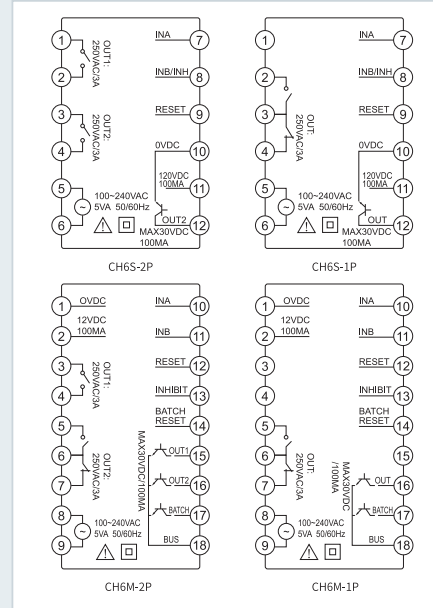 1
OUT1:
250VAC/3A
2
3
OUT2:
250VAC/3A
4
5
100~240VAC
5VA 50/60Hz
6
INA
7
INB/INH
8
RESET
9
0VDC
10
120VDC
100MA
11
OUT2
12
MAX30VDC
100MA
CH6S-2P
1
2
3
OUT:
250VAC/3A
4
5
100~240VAC
5VA 50/60Hz
6
INA
7
INB/INH
8
RESET
9
0VDC
10
120VDC
100MA
11
OUT
12
MAX30VDC
100MA
CH6S-1P
1
OVDC
2
12VDC
100MA
3
OUT1:
250VAC/3A
4
5
6
OUT2:
250VAC/3A
7
8
100~240VAC
5VA 50/60Hz
9
INA
10
INB
11
RESET
12
INHIBIT
13
BATCH
RESET
14
MAX30VDC/100MA
OUT1
15
OUT2
16
BATCH
17
BUS
18
CH6M-2P
1
OVDC
2
12VDC
100MA
3
4
5
6
OUT:
250VAC/3A
7
8
100~240VAC
5VA 50/60Hz
9
INA
10
INB
11
RESET
12
INHIBIT
13
BATCH
RESET
14
15
MAX30VDC
/100MA
OUT
16
BATCH
17
BUS
18
CH6M-1P